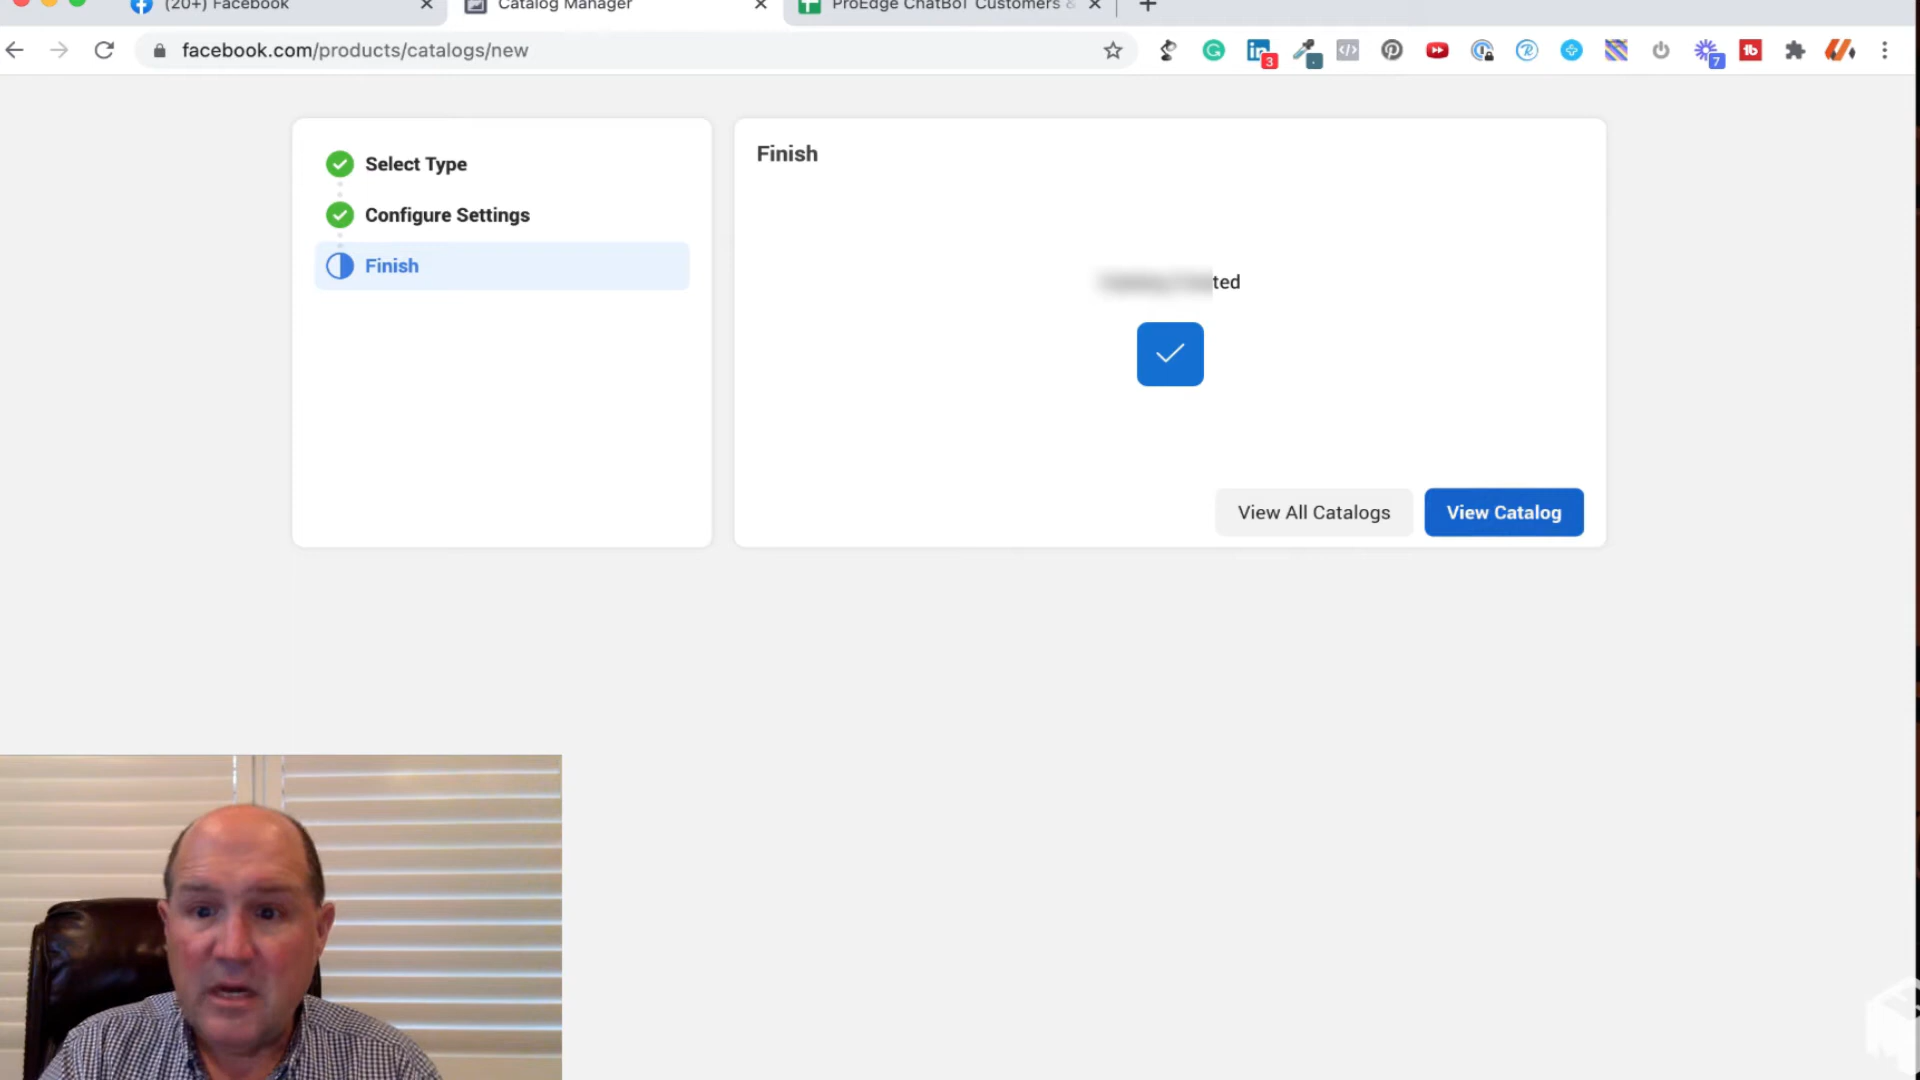 (20+) Facebook
Catalog Manager
ProEdge ChatBoT Customers &
facebook.com/products/catalogs/new
3
7
Select Type
Configure Settings
Finish
Finish
ted
View All Catalogs
View Catalog